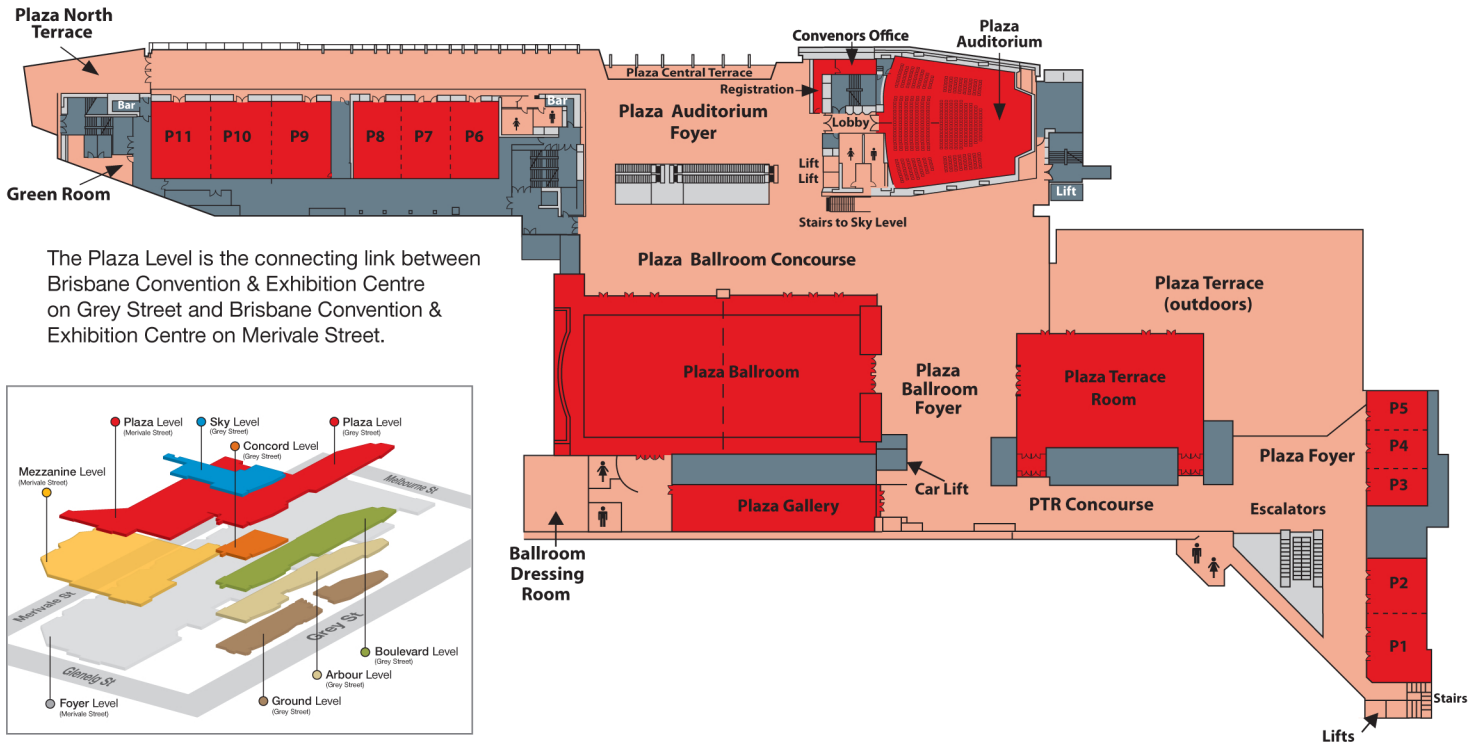 Plaza North
Terrace
Convenors Office
Plaza
Auditorium
Plaza Central Terrace
Registration
Bar
Bar
Plaza Auditorium
Foyer
Lobby
P11
P10
P9
P8
P7
P6
Green Room
Lift
Lift
Lift
Stairs to Sky Level
The Plaza Level is the connecting link between
Brisbane Convention & Exhibition Centre
on Grey Street and Brisbane Convention &
Exhibition Centre on Merivale Street.
Plaza Ballroom Concourse
Plaza Terrace
(outdoors)
Plaza Ballroom
Plaza
Ballroom
Foyer
Plaza Terrace
Room
P5
P4
P3
Plaza Foyer
Car Lift
Plaza Gallery
PTR Concourse
Escalators
Ballroom
Dressing
Room
P2
P1
Stairs
Lifts
Plaza Level
(Merivale Street)
Sky Level
(Grey Street)
Plaza Level
(Grey Street)
Concord Level
(Grey Street)
Mezzanine Level
(Merivale Street)
Melbourne St
Merivale St
Grey St
Glenelg St
Boulevard Level
(Grey Street)
Arbour Level
(Grey Street)
Ground Level
(Grey Street)
Foyer Level
(Merivale Street)